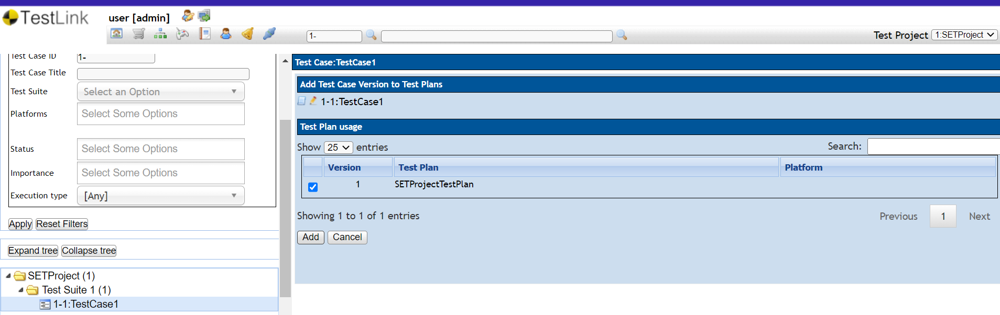 TestLink
user [admin]
1-
Test Project 1:SETProject
Test Case ID 1-
Test Case Title
Test Suite Select an Option
Platforms Select Some Options
Status Select Some Options
Importance Select Some Options
Execution type [Any]
Apply Reset Filters
Expand tree Collapse tree
SETProject (1)
Test Suite 1 (1)
1-1:TestCase1
Test Case:TestCase1
Add Test Case Version to Test Plans
1-1:TestCase1
Test Plan usage
Show 25 entries Search:
Version Test Plan Platform
1 SETProjectTestPlan
Showing 1 to 1 of 1 entries Previous 1 Next
Add Cancel